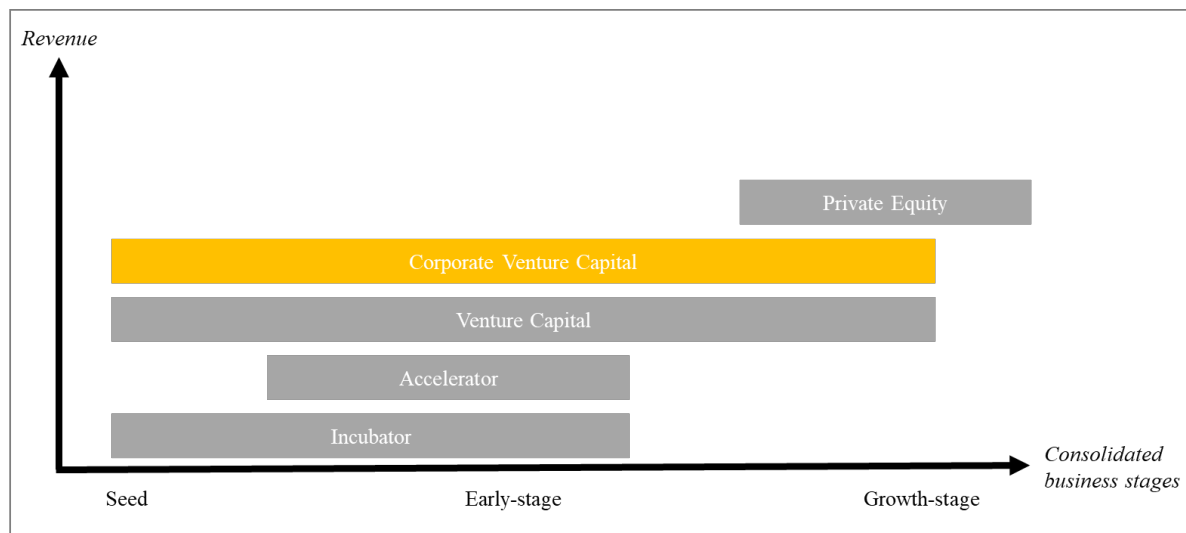 Revenue
Private Equity
Corporate Venture Capital
Venture Capital
Accelerator
Incubator
Consolidated
business stages
Seed
Early-stage
Growth-stage